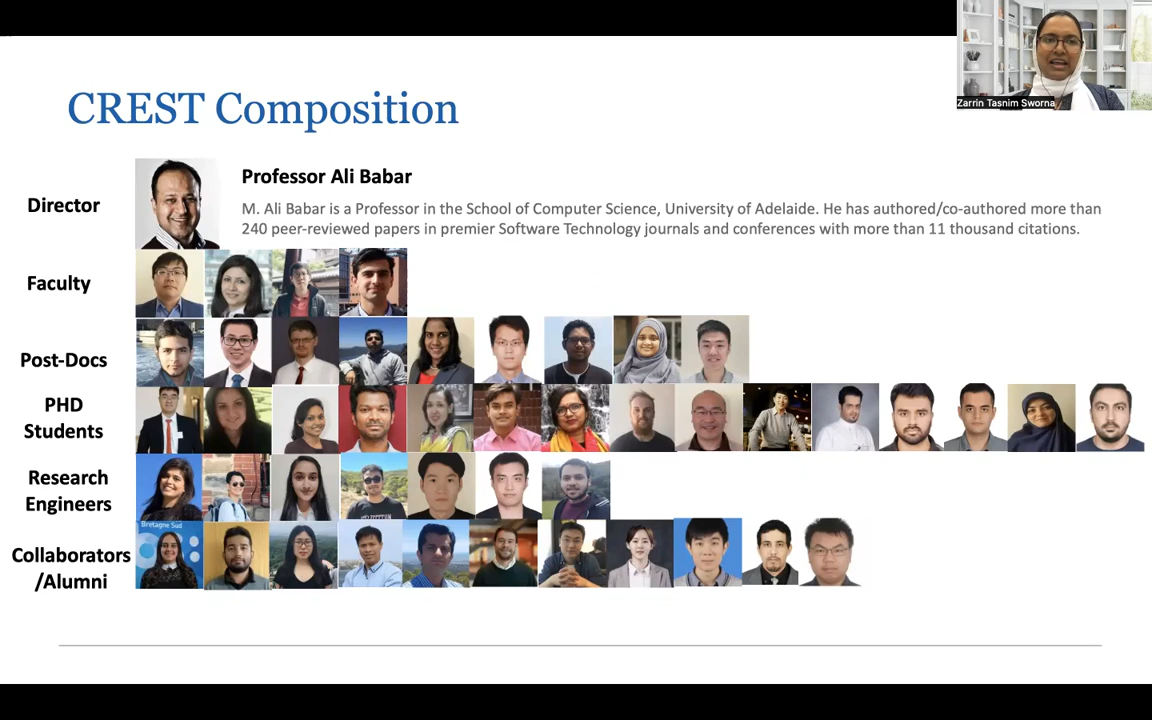 Zarrin Tasnim Sworna
CREST Composition
Director
Professor Ali Babar
M. Ali Babar is a Professor in the School of Computer Science, University of Adelaide. He has authored/co-authored more than
240 peer-reviewed papers in premier Software Technology journals and conferences with more than 11 thousand citations.
Faculty
Post-Docs
PHD
Students
Research
Engineers
Bretagne Sud
Collaborators
/Alumni